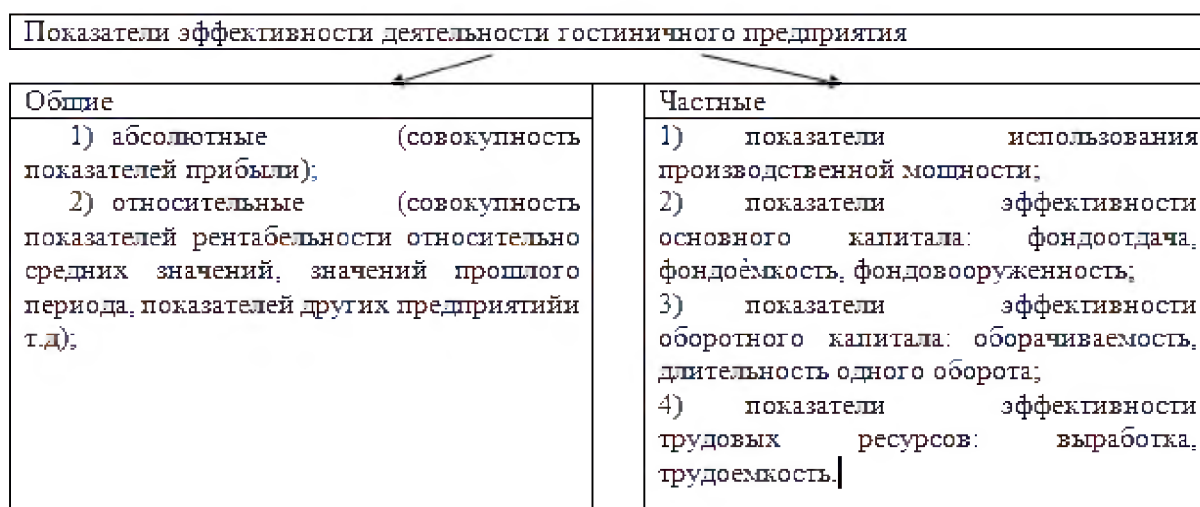 Показатели эффективности деятельности гостиничного предприятия
Общие
1) абсолютные (совокупность
показателей прибыли);
2) относительные (совокупность
показателей рентабельности относительно
средних значений, значений прошлого
периода, показателей других предприятийи
т.д);
Частные
1) показатели использования
производственной мощности;
2) показатели эффективности
основного капитала: фондоотдача,
фондоёмкость, фондовооруженность;
3) показатели эффективности
оборотного капитала: оборачиваемость,
длительность одного оборота;
4) показатели эффективности
трудовых ресурсов: выработка,
трудоемкость.